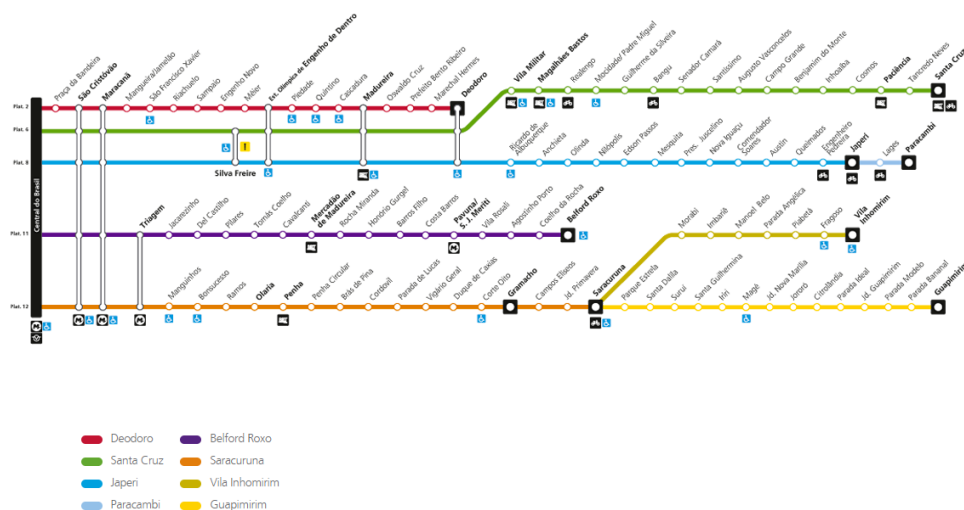 Plat. 2
Plat. 6
Plat. 8
Plat. 11
Plat. 12
Central do Brasil
Praça da Bandeira
São Cristóvão
Maracanã
Mangueira/Jamelão
São Francisco Xavier
Riachuelo
Sampaio
Engenho Novo
Méier
Est. Olímpica de Engenho de Dentro
Piedade
Quintino
Cascadura
Madureira
Oswaldo Cruz
Prefeito Bento Ribeiro
Marechal Hermes
Deodoro
Vila Militar
Magalhães Bastos
Realengo
Mocidade/ Padre Miguel
Guilherme da Silveira
Bangu
Senador Camará
Santíssimo
Augusto Vasconcelos
Campo Grande
Benjamim do Monte
Inhoaíba
Cosmos
Paciência
Tancredo Neves
Santa Cruz
Silva Freire
Ricardo de
Albuquerque
Anchieta
Olinda
Nilópolis
Edson Passos
Mesquita
Pres. Juscelino
Nova Iguaçu
Comendador
Soares
Austin
Queimados
Engenheiro
Pedreira
Japeri
Lages
Paracambi
Triagem
Jacarezinho
Del Castilho
Pilares
Tomás Coelho
Cavalcanti
Mercadão
de Madureira
Rocha Miranda
Honório Gurgel
Barros Filho
Costa Barros
Pavuna/
S. J. Meriti
Vila Rosali
Agostinho Porto
Coelho da Rocha
Belford Roxo
Morabi
Imbariê
Manoel Belo
Parada Angélica
Piabetá
Fragoso
Vila
Inhomirim
Manguinhos
Bonsucesso
Ramos
Olaria
Penha
Penha Circular
Brás de Pina
Cordovil
Parada de Lucas
Vigário Geral
Duque de Caxias
Corte Oito
Gramacho
Campos Elíseos
Jd. Primavera
Saracuruna
Parque Estrela
Santa Dalila
Suruí
Santa Guilhermina
Iriri
Magé
Jd. Nova Marília
Jororó
Citrolândia
Parada Ideal
Jd. Guapimirim
Parada Modelo
Parada Bananal
Guapimirim
Deodoro
Belford Roxo
Santa Cruz
Saracuruna
Japeri
Vila Inhomirim
Paracambi
Guapimirim